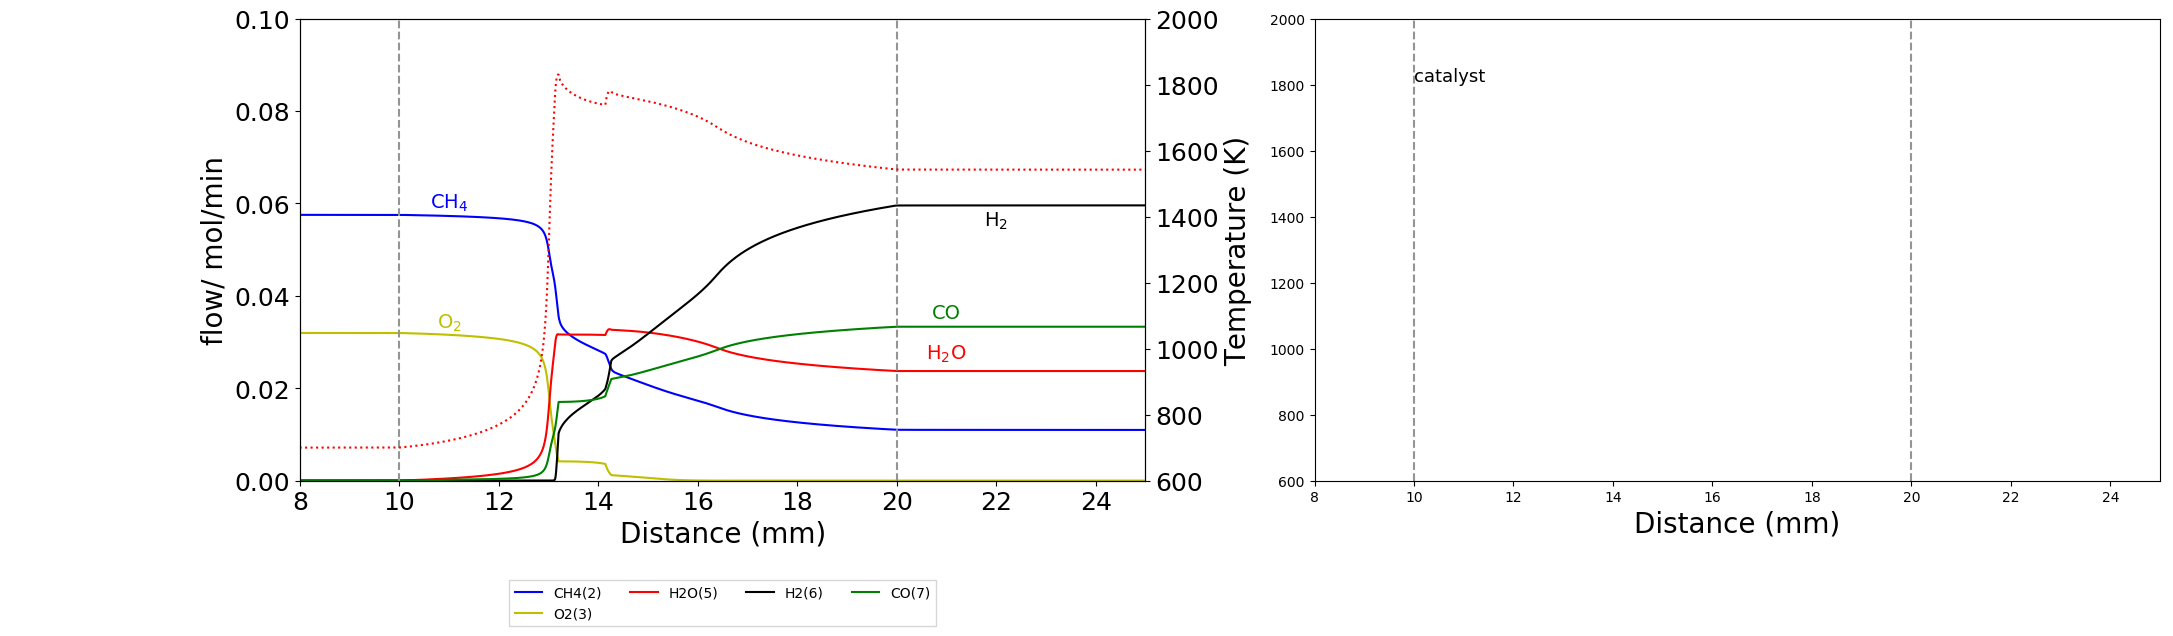 0.10
0.08
0.06
0.04
0.02
0.00
flow/ mol/min
8 10 12 14 16 18 20 22 24
Distance (mm)
2000
1800
1600
1400
1200
1000
800
600
Temperature (K)
CH₄
O₂
H₂
CO
H₂O
CH4(2) H2O(5) H2(6) CO(7)
O2(3)
2000
1800
1600
1400
1200
1000
800
600
catalyst
8 10 12 14 16 18 20 22 24
Distance (mm)